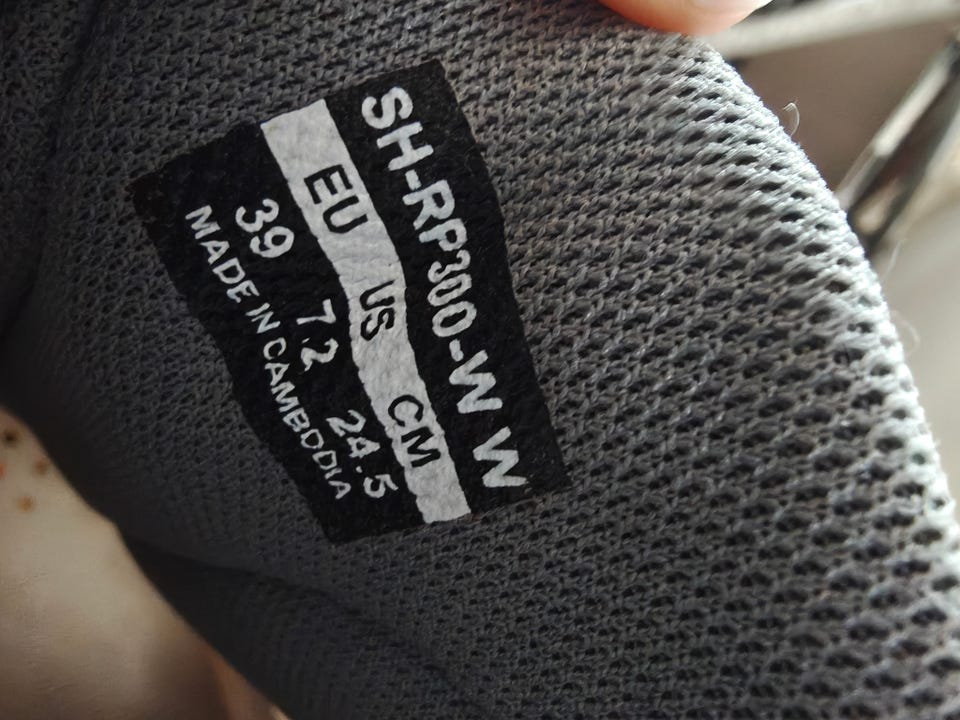 SH-RP300-W W
EU US CM
39 7.2 24.5
MADE IN CAMBODIA